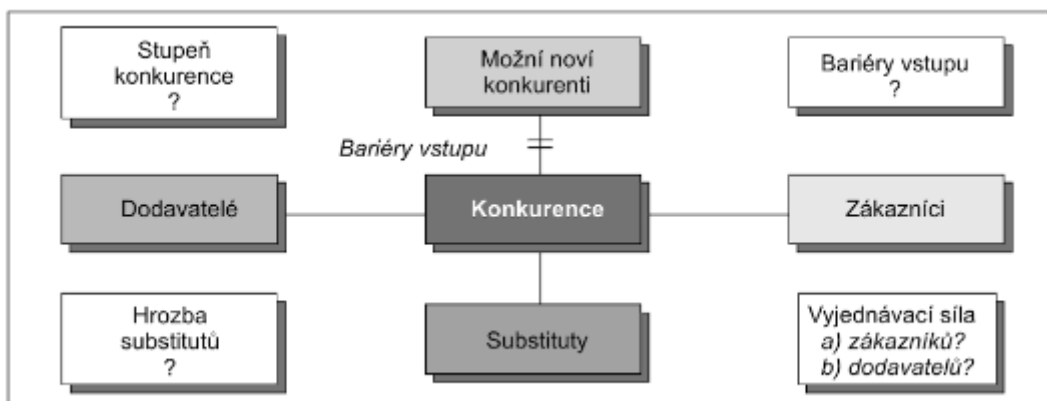 Stupeň
konkurence
?
Možní noví
konkurenti
Bariéry vstupu
?
Bariéry vstupu
Dodavatelé
Konkurence
Zákazníci
Hrozba
substitutů
?
Substituty
Vyjednávací síla
a) zákazníků?
b) dodavatelů?